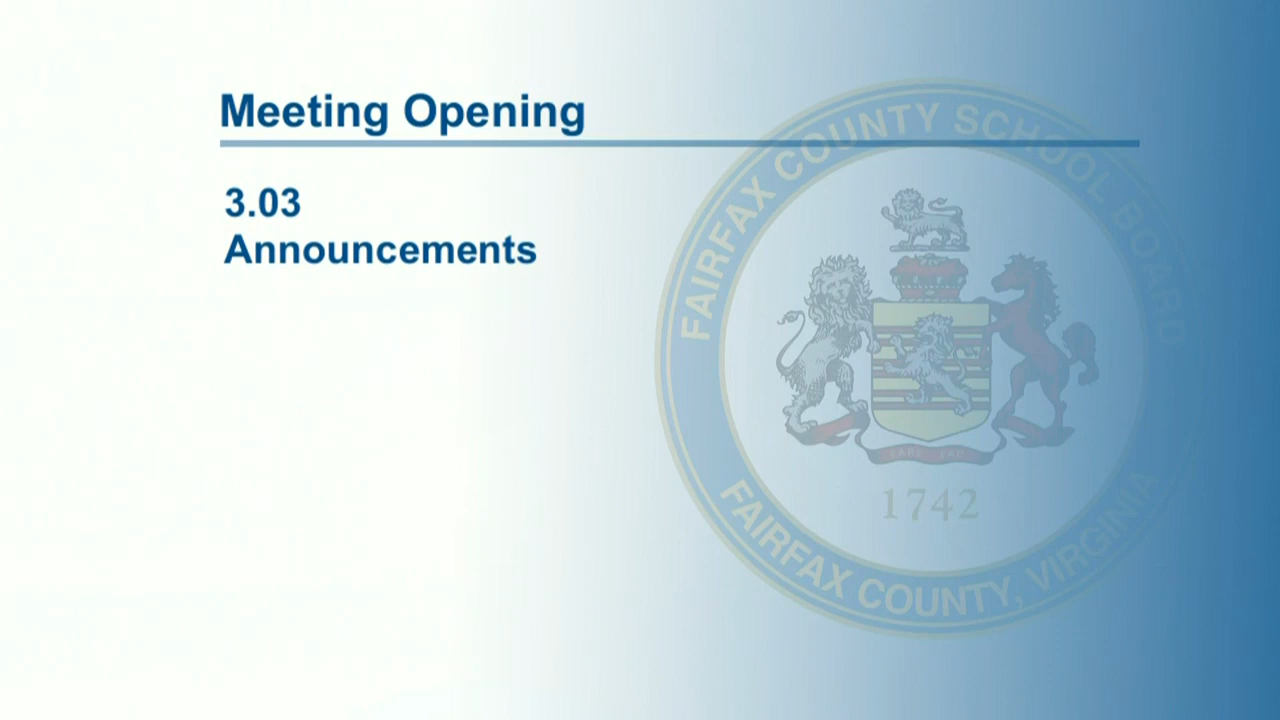 Meeting Opening
3.03
Announcements
FAIRFAX COUNTY SCHOOL BOARD
1742
FAIRFAX COUNTY, VIRGINIA